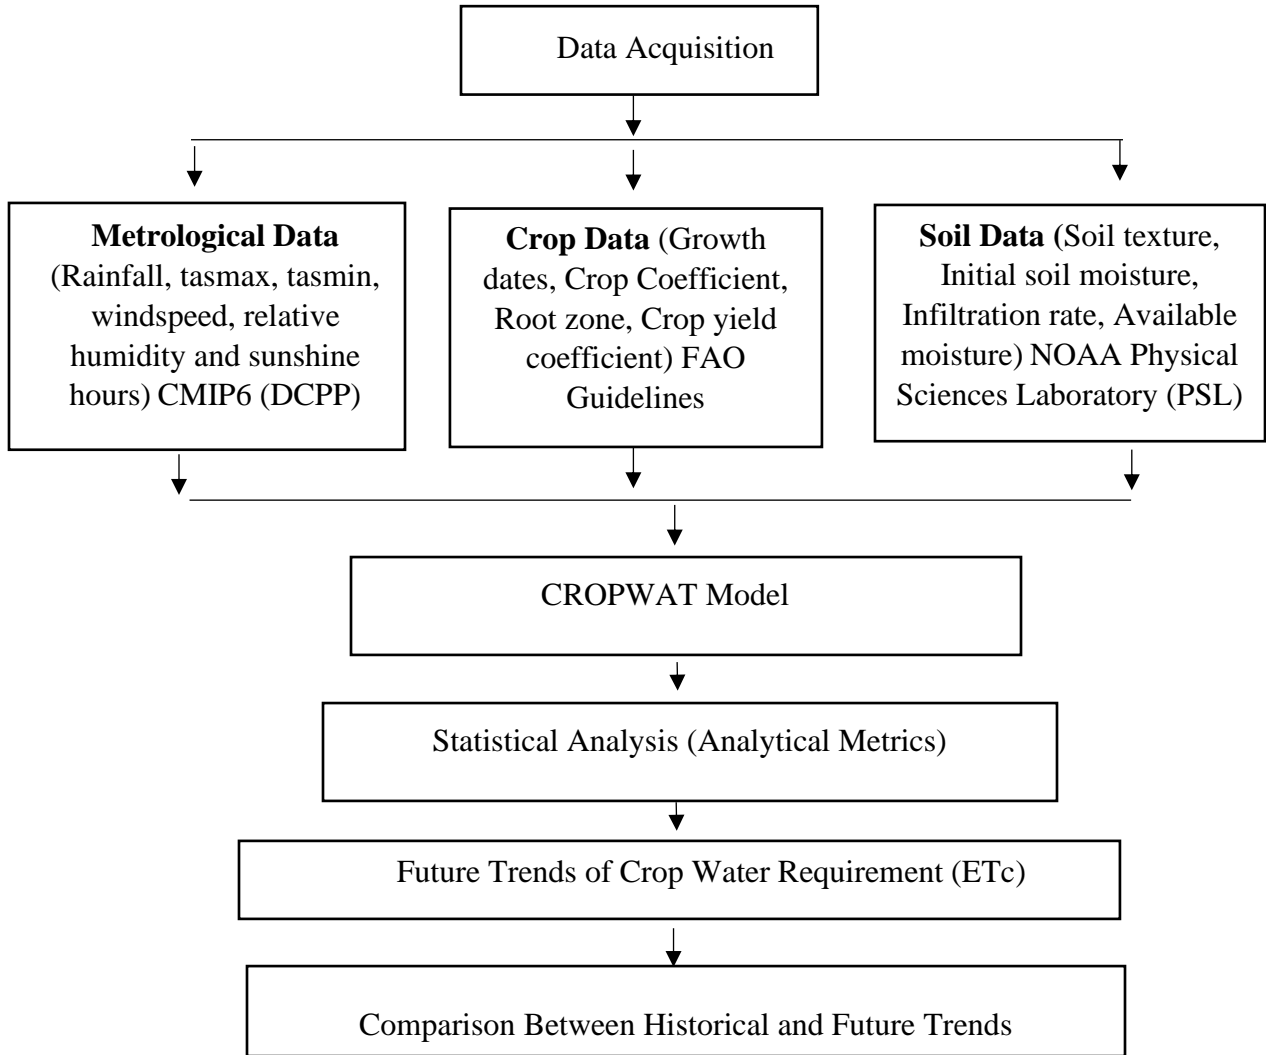 Data Acquisition
Metrological Data
(Rainfall, tasmax, tasmin,
windspeed, relative
humidity and sunshine
hours) CMIP6 (DCPP)
Crop Data (Growth
dates, Crop Coefficient,
Root zone, Crop yield
coefficient) FAO
Guidelines
Soil Data (Soil texture,
Initial soil moisture,
Infiltration rate, Available
moisture) NOAA Physical
Sciences Laboratory (PSL)
CROPWAT Model
Statistical Analysis (Analytical Metrics)
Future Trends of Crop Water Requirement (ETc)
Comparison Between Historical and Future Trends